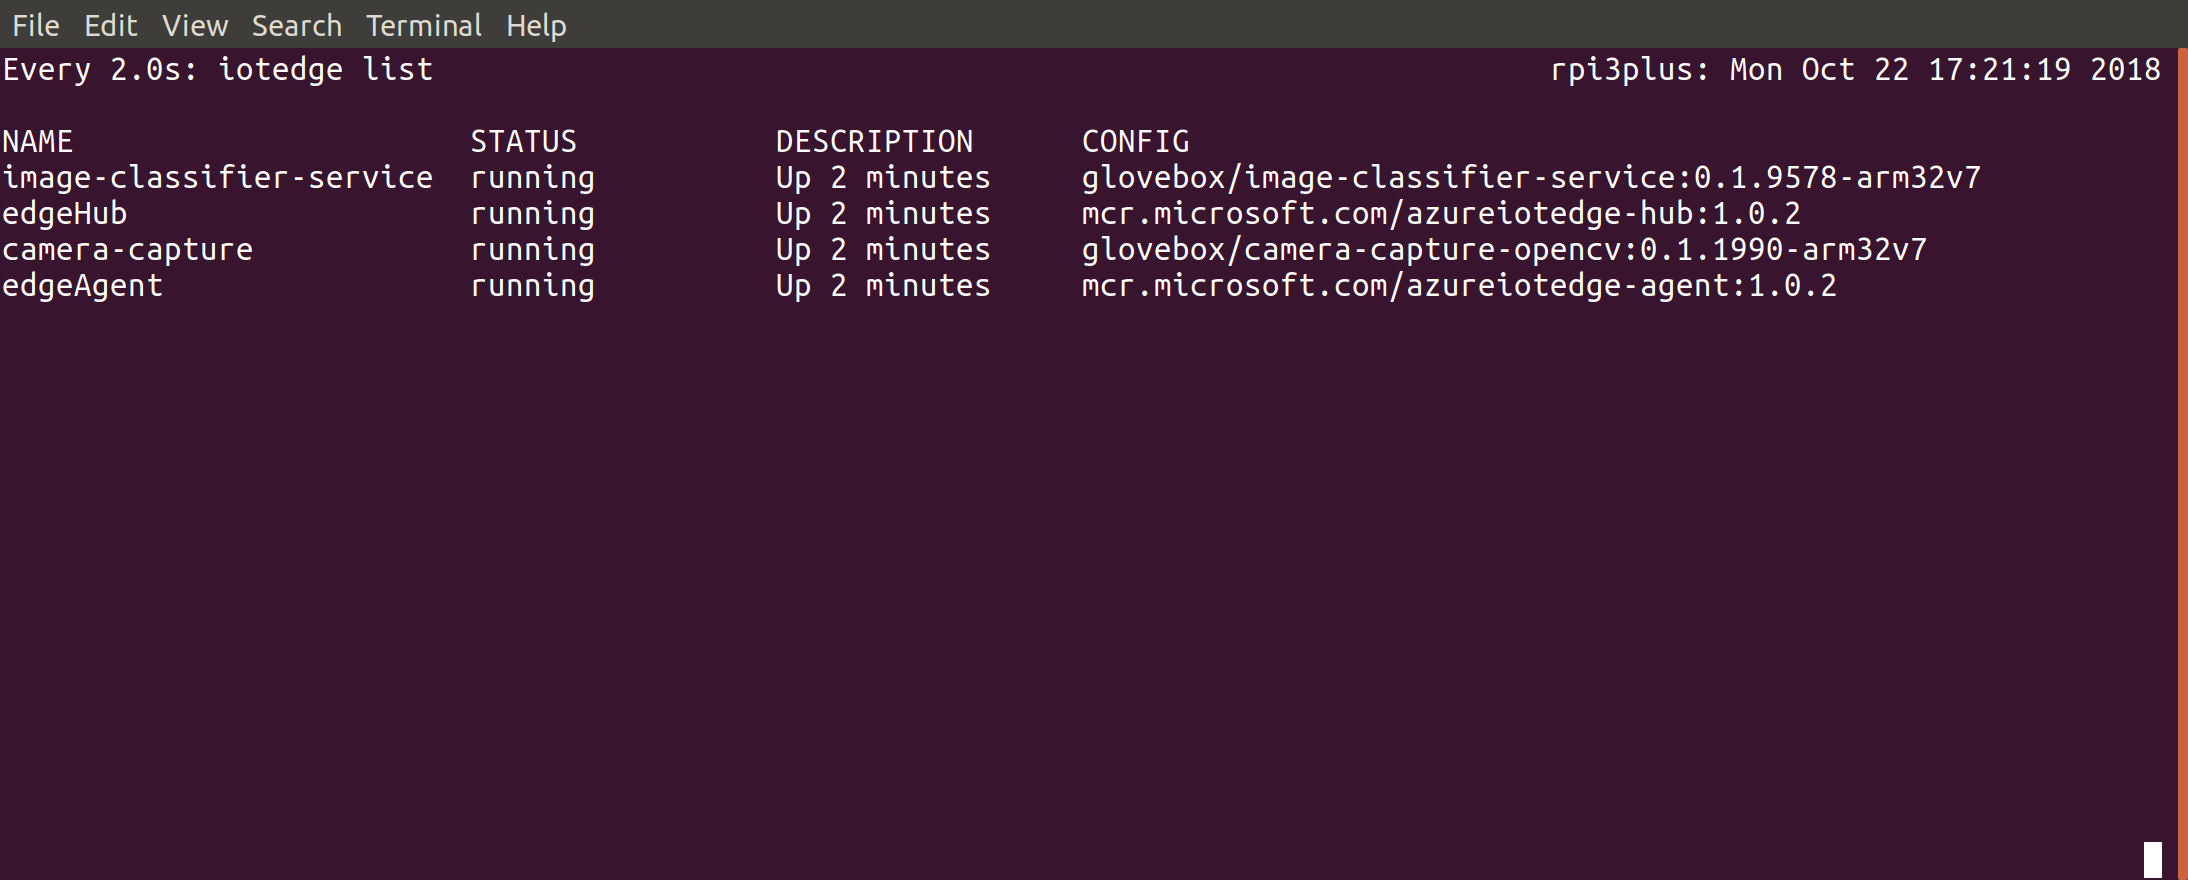 File Edit View Search Terminal Help
Every 2.0s: iotedge list rpi3plus: Mon Oct 22 17:21:19 2018
NAME STATUS DESCRIPTION CONFIG
image-classifier-service running Up 2 minutes glovebox/image-classifier-service:0.1.9578-arm32v7
edgeHub running Up 2 minutes mcr.microsoft.com/azureiotedge-hub:1.0.2
camera-capture running Up 2 minutes glovebox/camera-capture-opencv:0.1.1990-arm32v7
edgeAgent running Up 2 minutes mcr.microsoft.com/azureiotedge-agent:1.0.2